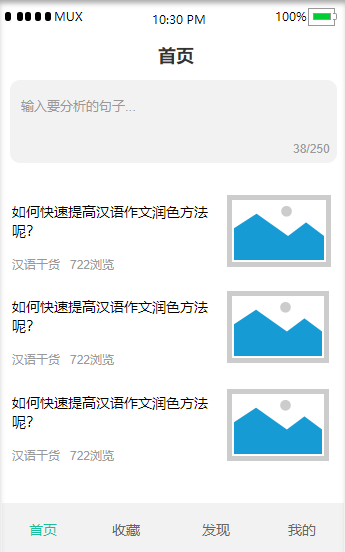 MUX 10:30 PM 100%
首页
输入要分析的句子...
38/250
如何快速提高汉语作文润色方法
呢？
汉语干货 722浏览
如何快速提高汉语作文润色方法
呢？
汉语干货 722浏览
如何快速提高汉语作文润色方法
呢？
汉语干货 722浏览
首页 收藏 发现 我的